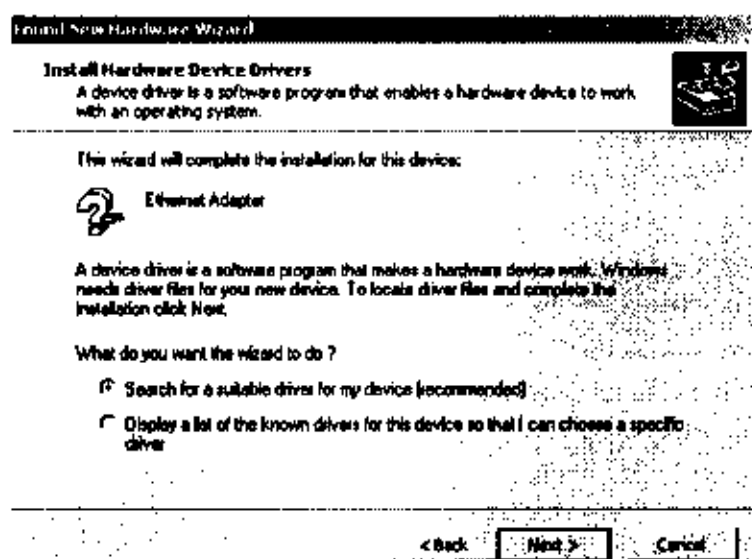 Found New Hardware Wizard
Install Hardware Device Drivers
A device driver is a software program that enables a hardware device to work
with an operating system.
This wizard will complete the installation for this device:
Ethernet Adapter
A device driver is a software program that makes a hardware device work. Windows
needs driver files for your new device. To locate driver files and complete the
installation click Next.
What do you want the wizard to do ?
Search for a suitable driver for my device (recommended)
Display a list of the known drivers for this device so that I can choose a specific
driver
< Back
Next >
Cancel